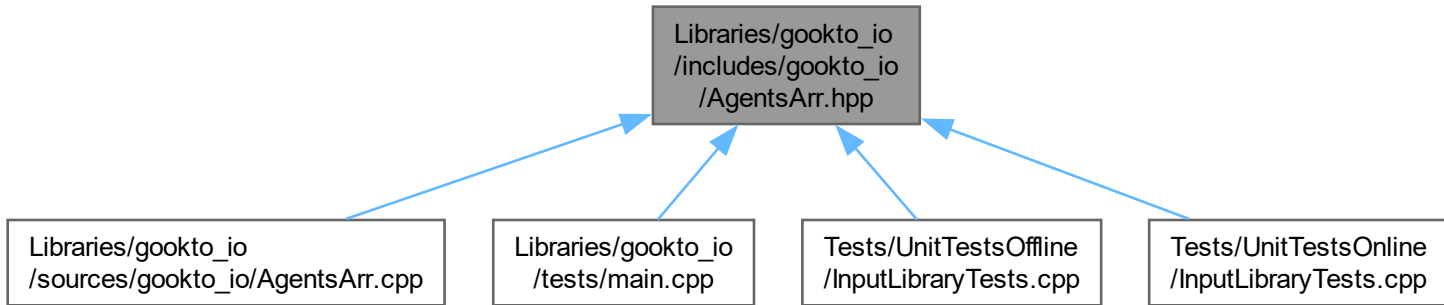 Libraries/gookto_io
/includes/gookto_io
/AgentsArr.hpp
Libraries/gookto_io
/sources/gookto_io/AgentsArr.cpp
Libraries/gookto_io
/tests/main.cpp
Tests/UnitTestsOffline
/InputLibraryTests.cpp
Tests/UnitTestsOnline
/InputLibraryTests.cpp